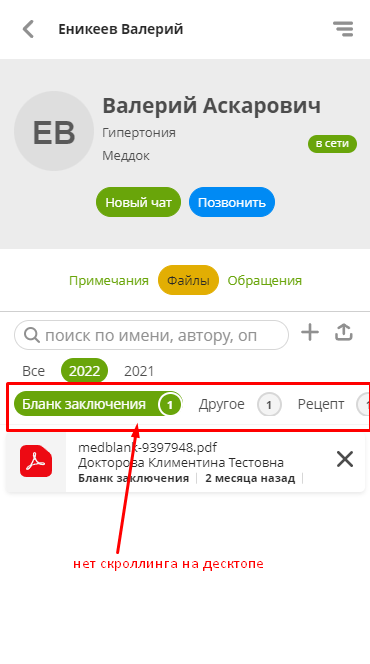 Еникеев Валерий
ЕВ
Валерий Аскарович
Гипертония
Меддок
в сети
Новый чат
Позвонить
Примечания
Файлы
Обращения
поиск по имени, автору, оп
Все 2022 2021
Бланк заключения 1 Другое 1 Рецепт 1
medblank-9397948.pdf
Докторова Климентина Тестовна
Бланк заключения 2 месяца назад
нет скроллинга на десктопе